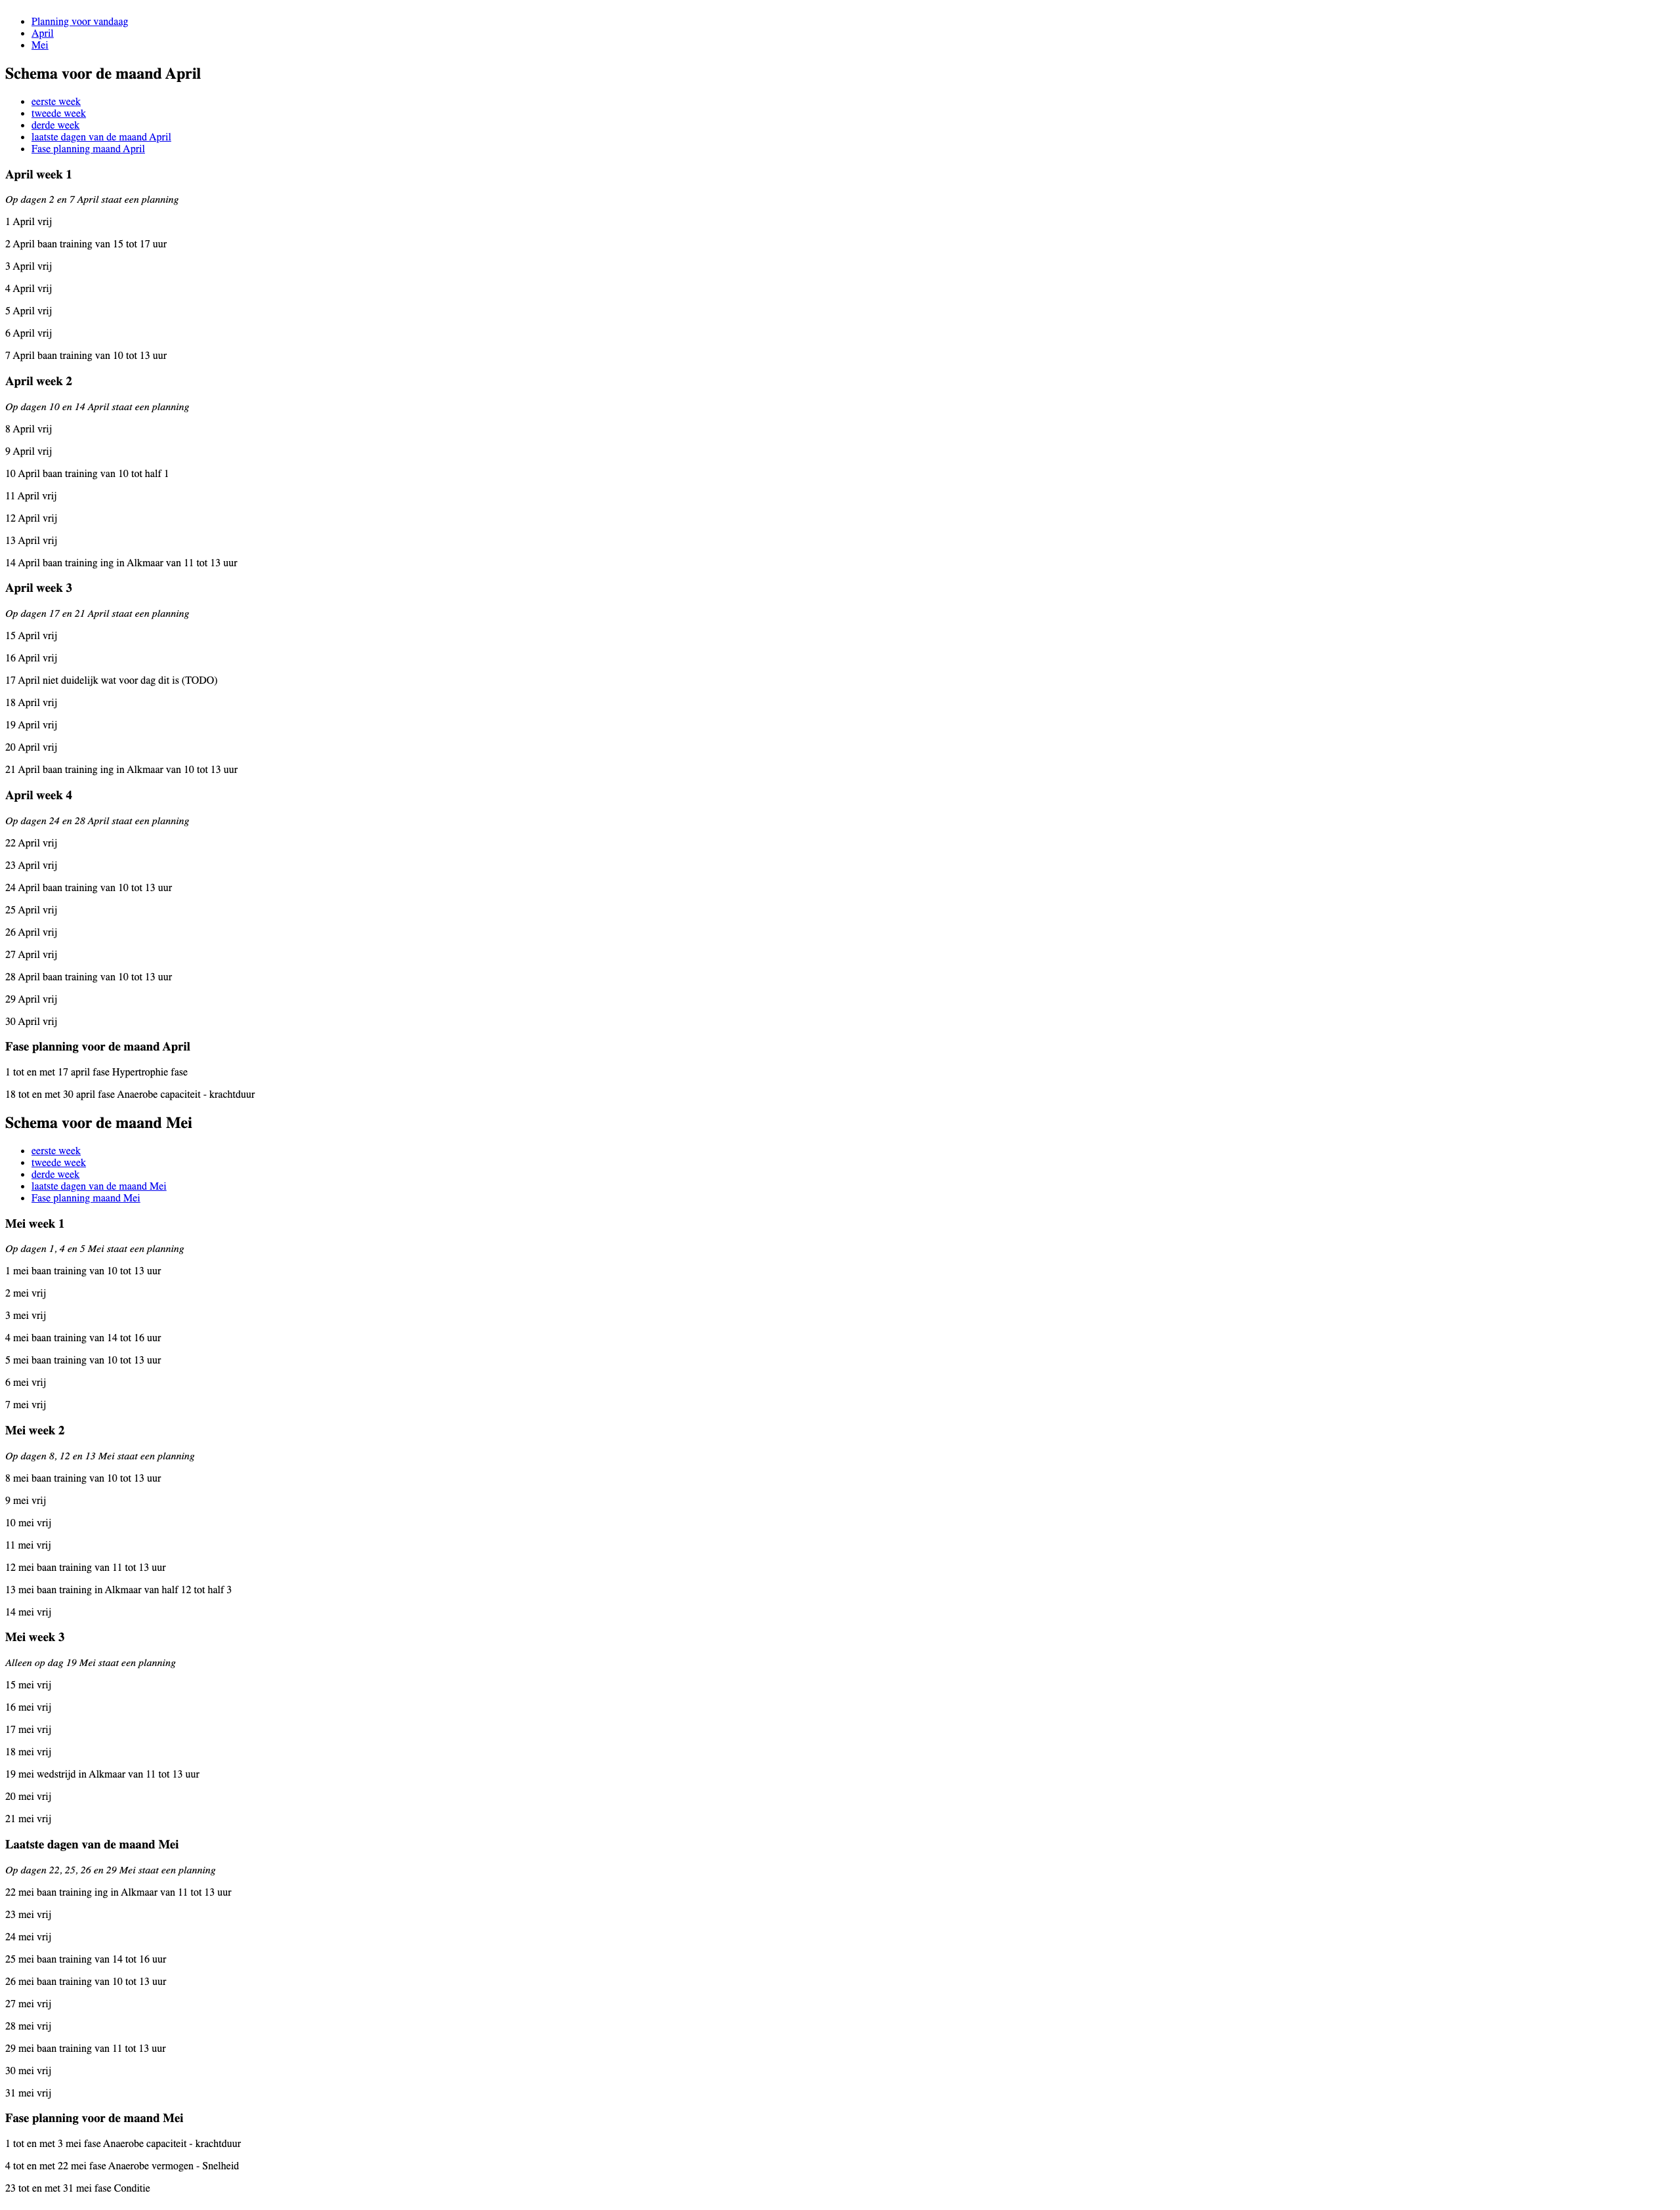 Planning voor vandaag
April
Mei
Schema voor de maand April
eerste week
tweede week
derde week
laatste dagen van de maand April
Fase planning maand April
April week 1
Op dagen 2 en 7 April staat een planning
1 April vrij
2 April baan training van 15 tot 17 uur
3 April vrij
4 April vrij
5 April vrij
6 April vrij
7 April baan training van 10 tot 13 uur
April week 2
Op dagen 10 en 14 April staat een planning
8 April vrij
9 April vrij
10 April baan training van 10 tot half 1
11 April vrij
12 April vrij
13 April vrij
14 April baan training ing in Alkmaar van 11 tot 13 uur
April week 3
Op dagen 17 en 21 April staat een planning
15 April vrij
16 April vrij
17 April niet duidelijk wat voor dag dit is (TODO)
18 April vrij
19 April vrij
20 April vrij
21 April baan training ing in Alkmaar van 10 tot 13 uur
April week 4
Op dagen 24 en 28 April staat een planning
22 April vrij
23 April vrij
24 April baan training van 10 tot 13 uur
25 April vrij
26 April vrij
27 April vrij
28 April baan training van 10 tot 13 uur
29 April vrij
30 April vrij
Fase planning voor de maand April
1 tot en met 17 april fase Hypertrophie fase
18 tot en met 30 april fase Anaerobe capaciteit - krachtduur
Schema voor de maand Mei
eerste week
tweede week
derde week
laatste dagen van de maand Mei
Fase planning maand Mei
Mei week 1
Op dagen 1, 4 en 5 Mei staat een planning
1 mei baan training van 10 tot 13 uur
2 mei vrij
3 mei vrij
4 mei baan training van 14 tot 16 uur
5 mei baan training van 10 tot 13 uur
6 mei vrij
7 mei vrij
Mei week 2
Op dagen 8, 12 en 13 Mei staat een planning
8 mei baan training van 10 tot 13 uur
9 mei vrij
10 mei vrij
11 mei vrij
12 mei baan training van 11 tot 13 uur
13 mei baan training in Alkmaar van half 12 tot half 3
14 mei vrij
Mei week 3
Alleen op dag 19 Mei staat een planning
15 mei vrij
16 mei vrij
17 mei vrij
18 mei vrij
19 mei wedstrijd in Alkmaar van 11 tot 13 uur
20 mei vrij
21 mei vrij
Laatste dagen van de maand Mei
Op dagen 22, 25, 26 en 29 Mei staat een planning
22 mei baan training ing in Alkmaar van 11 tot 13 uur
23 mei vrij
24 mei vrij
25 mei baan training van 14 tot 16 uur
26 mei baan training van 10 tot 13 uur
27 mei vrij
28 mei vrij
29 mei baan training van 11 tot 13 uur
30 mei vrij
31 mei vrij
Fase planning voor de maand Mei
1 tot en met 3 mei fase Anaerobe capaciteit - krachtduur
4 tot en met 22 mei fase Anaerobe vermogen - Snelheid
23 tot en met 31 mei fase Conditie